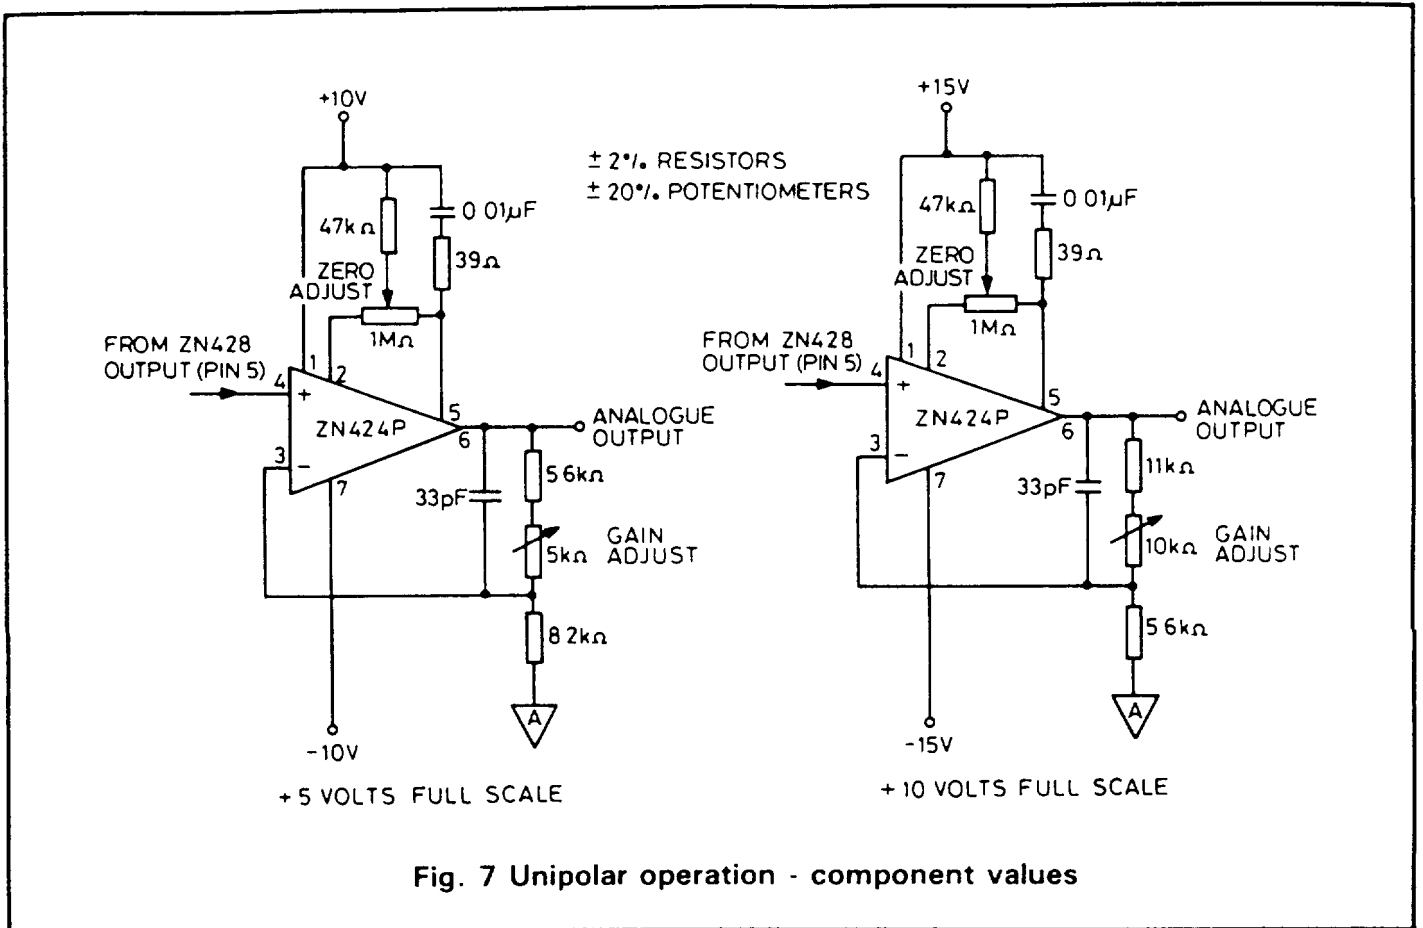 +10V
47kΩ
0 01µF
39Ω
ZERO
ADJUST
1MΩ
FROM ZN428
OUTPUT (PIN 5)
1
2
4
+
ZN424P
5
6
3
−
7
ANALOGUE
OUTPUT
33pF
5 6kΩ
5kΩ
GAIN
ADJUST
8 2kΩ
A
-10V
+ 5 VOLTS FULL SCALE
± 2% RESISTORS
± 20% POTENTIOMETERS
+15V
47kΩ
0 01µF
39Ω
ZERO
ADJUST
1MΩ
FROM ZN428
OUTPUT (PIN 5)
1
2
4
+
ZN424P
5
6
3
−
7
ANALOGUE
OUTPUT
33pF
11kΩ
10kΩ
GAIN
ADJUST
5 6kΩ
A
-15V
+ 10 VOLTS FULL SCALE
Fig. 7 Unipolar operation - component values